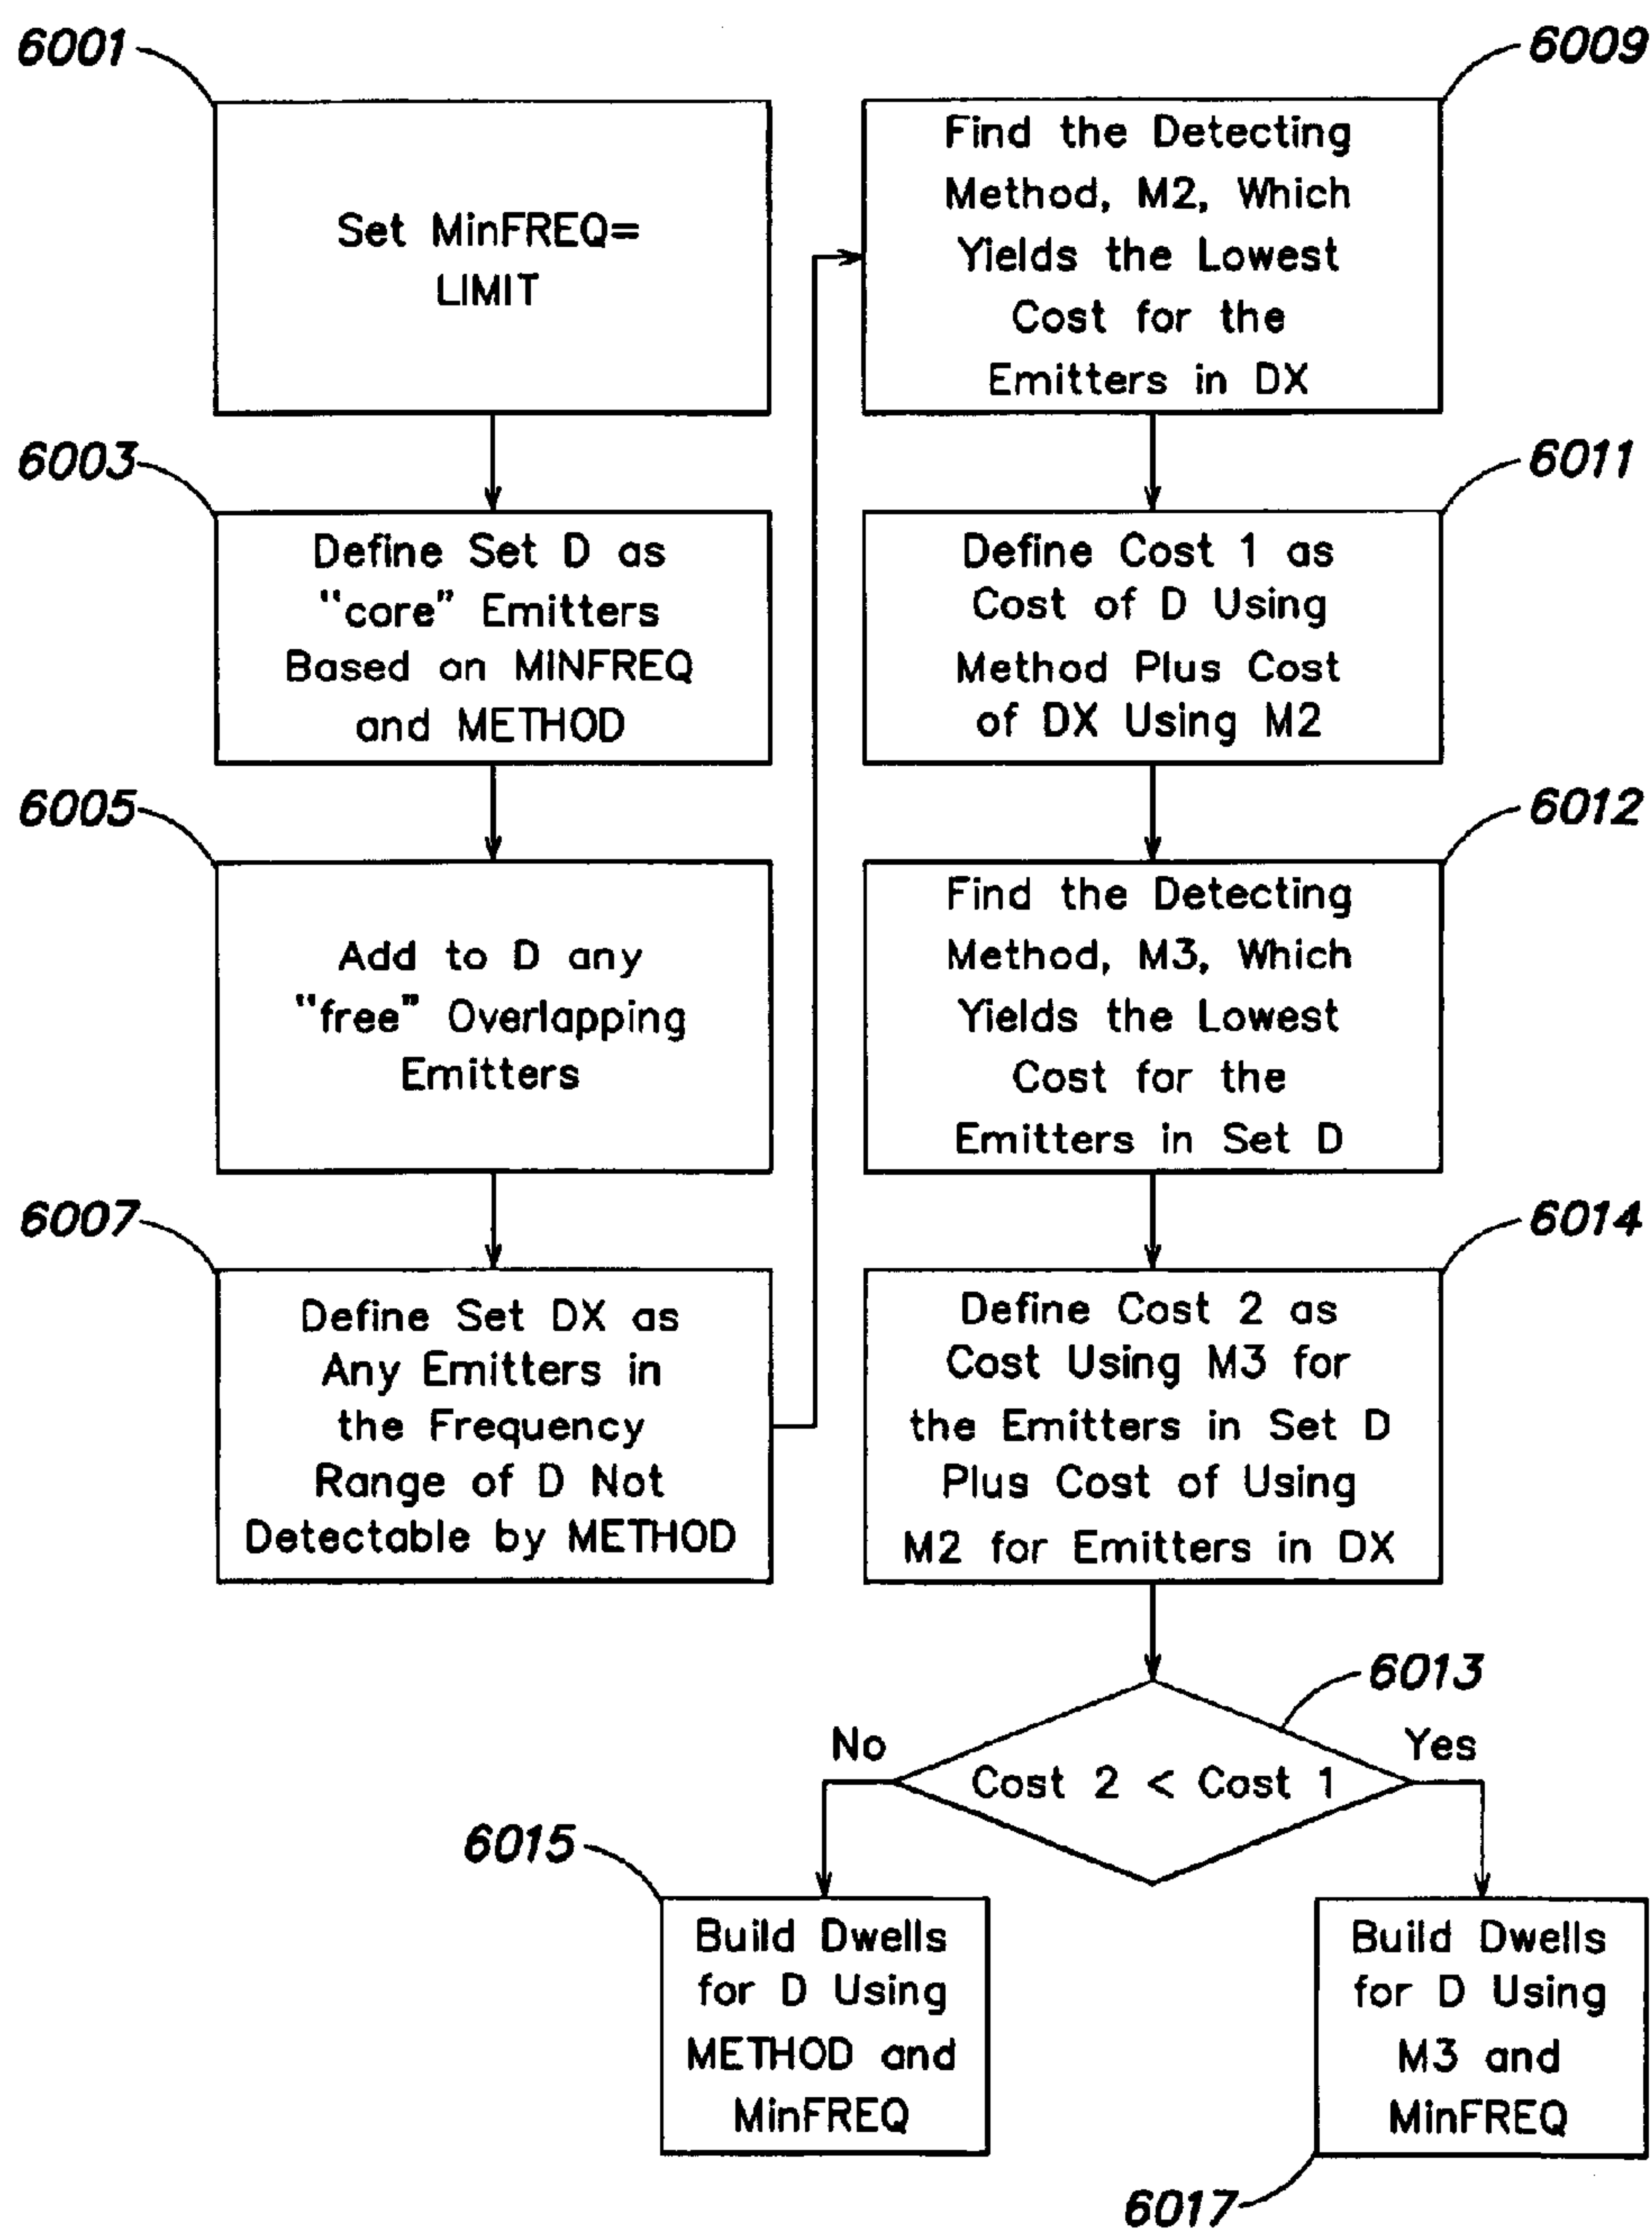 6001
Set MinFREQ=
LIMIT
6003
Define Set D as
"core" Emitters
Based on MINFREQ
and METHOD
6005
Add to D any
"free" Overlapping
Emitters
6007
Define Set DX as
Any Emitters in
the Frequency
Range of D Not
Detectable by METHOD
6009
Find the Detecting
Method, M2, Which
Yields the Lowest
Cost for the
Emitters in DX
6011
Define Cost 1 as
Cost of D Using
Method Plus Cost
of DX Using M2
6012
Find the Detecting
Method, M3, Which
Yields the Lowest
Cost for the
Emitters in Set D
6014
Define Cost 2 as
Cost Using M3 for
the Emitters in Set D
Plus Cost of Using
M2 for Emitters in DX
6013
No
Cost 2 < Cost 1
Yes
6015
Build Dwells
for D Using
METHOD and
MinFREQ
Build Dwells
for D Using
M3 and
MinFREQ
6017